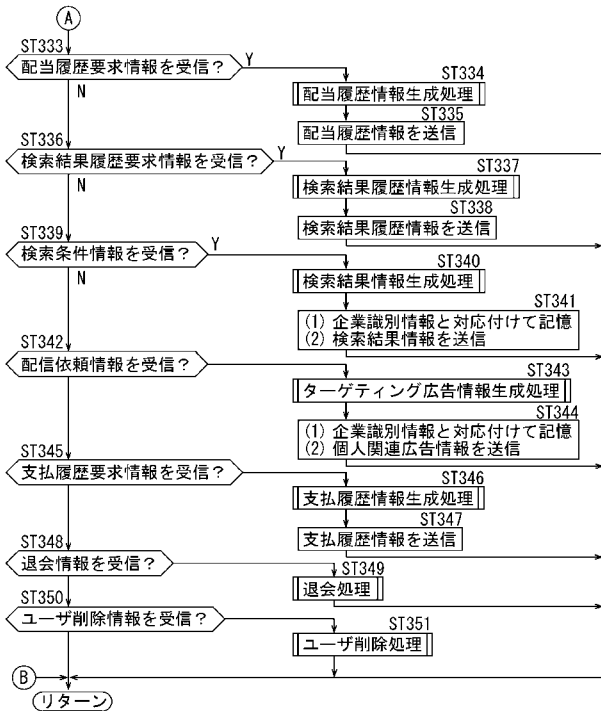 A
ST333
配当履歴要求情報を受信?
Y
N
ST334
配当履歴情報生成処理
ST335
配当履歴情報を送信
ST336
検索結果履歴要求情報を受信?
Y
N
ST337
検索結果履歴情報生成処理
ST338
検索結果履歴情報を送信
ST339
検索条件情報を受信?
Y
N
ST340
検索結果情報生成処理
ST341
(1) 企業識別情報と対応付けて記憶
(2) 検索結果情報を送信
ST342
配信依頼情報を受信?
ST343
ターゲティング広告情報生成処理
ST344
(1) 企業識別情報と対応付けて記憶
(2) 個人関連広告情報を送信
ST345
支払履歴要求情報を受信?
ST346
支払履歴情報生成処理
ST347
支払履歴情報を送信
ST348
退会情報を受信?
ST349
退会処理
ST350
ユーザ削除情報を受信?
ST351
ユーザ削除処理
B
リターン